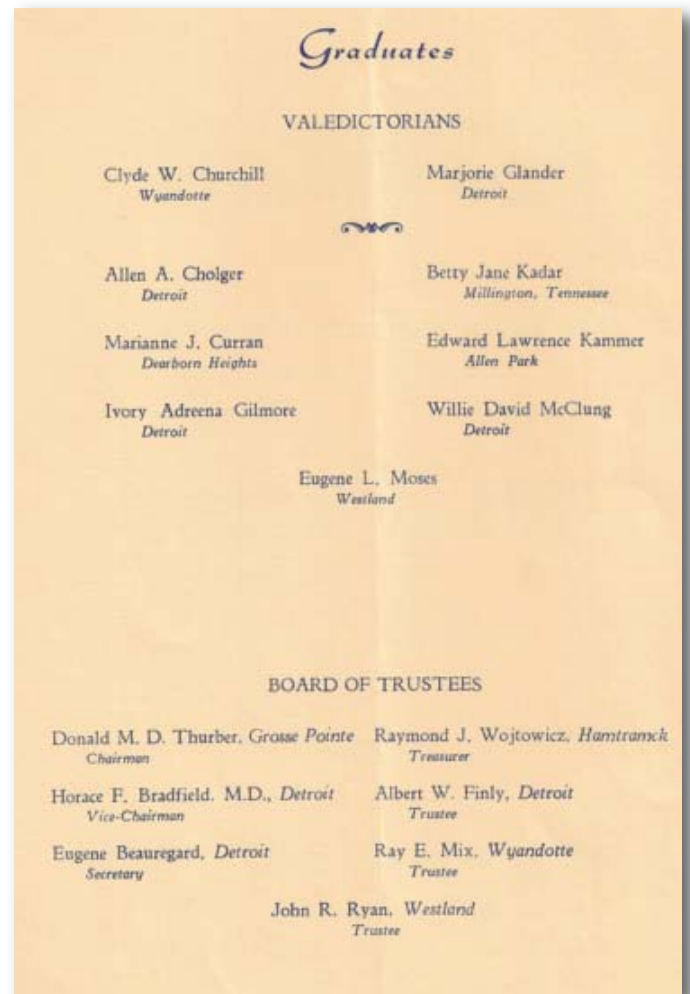 Graduates
VALEDICTORIANS
Clyde W. Churchill
Wyandotte
Marjorie Glander
Detroit
Allen A. Cholger
Detroit
Betty Jane Kadar
Millington, Tennessee
Marianne J. Curran
Dearborn Heights
Edward Lawrence Kammer
Allen Park
Ivory Adreena Gilmore
Detroit
Willie David McClung
Detroit
Eugene L. Moses
Westland
BOARD OF TRUSTEES
Donald M. D. Thurber, Grosse Pointe
Chairman
Raymond J. Wojtowicz, Hamtramck
Treasurer
Horace F. Bradfield, M.D., Detroit
Vice-Chairman
Albert W. Finly, Detroit
Trustee
Eugene Beauregard, Detroit
Secretary
Ray E. Mix, Wyandotte
Trustee
John R. Ryan, Westland
Trustee